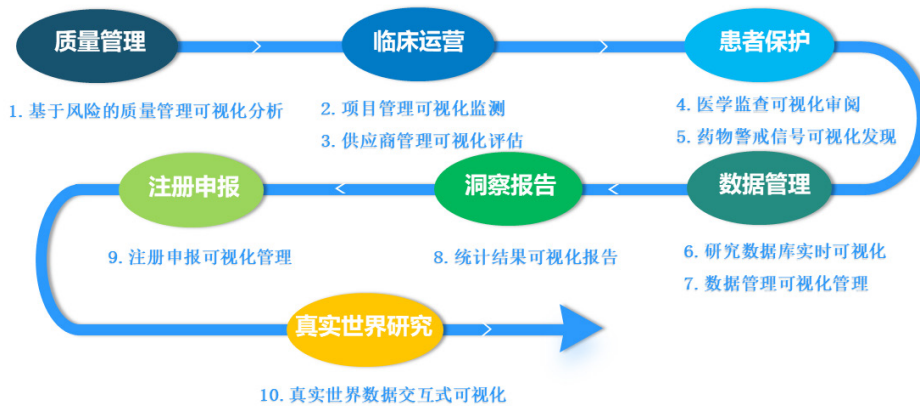 质量管理
临床运营
患者保护
1. 基于风险的质量管理可视化分析
2. 项目管理可视化监测
3. 供应商管理可视化评估
4. 医学监查可视化审阅
5. 药物警戒信号可视化发现
数据管理
洞察报告
注册申报
6. 研究数据库实时可视化
7. 数据管理可视化管理
8. 统计结果可视化报告
9. 注册申报可视化管理
真实世界研究
10. 真实世界数据交互式可视化